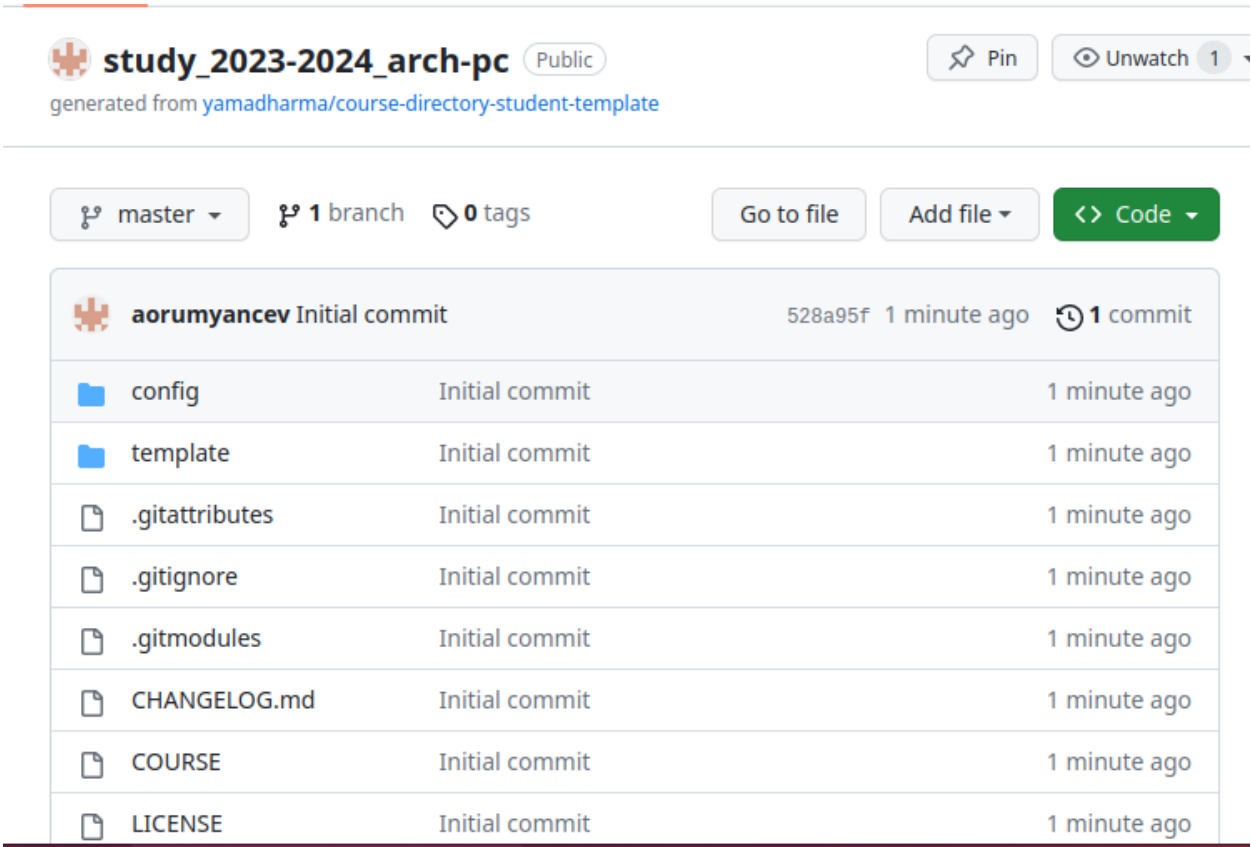 study_2023-2024_arch-pc Public Pin Unwatch 1
generated from yamadharma/course-directory-student-template
master 1 branch 0 tags Go to file Add file Code
aorumyancev Initial commit 528a95f 1 minute ago 1 commit
config Initial commit 1 minute ago
template Initial commit 1 minute ago
.gitattributes Initial commit 1 minute ago
.gitignore Initial commit 1 minute ago
.gitmodules Initial commit 1 minute ago
CHANGELOG.md Initial commit 1 minute ago
COURSE Initial commit 1 minute ago
LICENSE Initial commit 1 minute ago